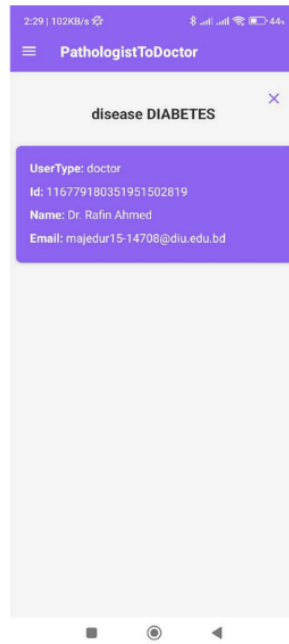 2:29 | 102KB/s
44%
PathologistToDoctor
disease DIABETES
UserType: doctor
Id: 116779180351951502819
Name: Dr. Rafin Ahmed
Email: majedur15-14708@diu.edu.bd